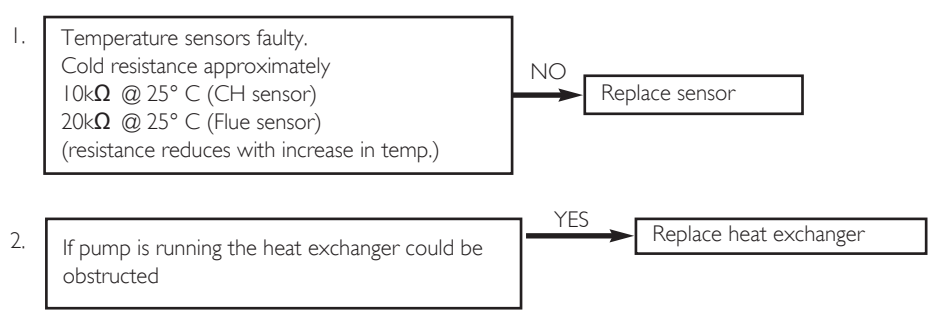 1.
Temperature sensors faulty.
Cold resistance approximately
10kΩ @ 25° C (CH sensor)
20kΩ @ 25° C (Flue sensor)
(resistance reduces with increase in temp.)
NO
Replace sensor
2.
If pump is running the heat exchanger could be
obstructed
YES
Replace heat exchanger